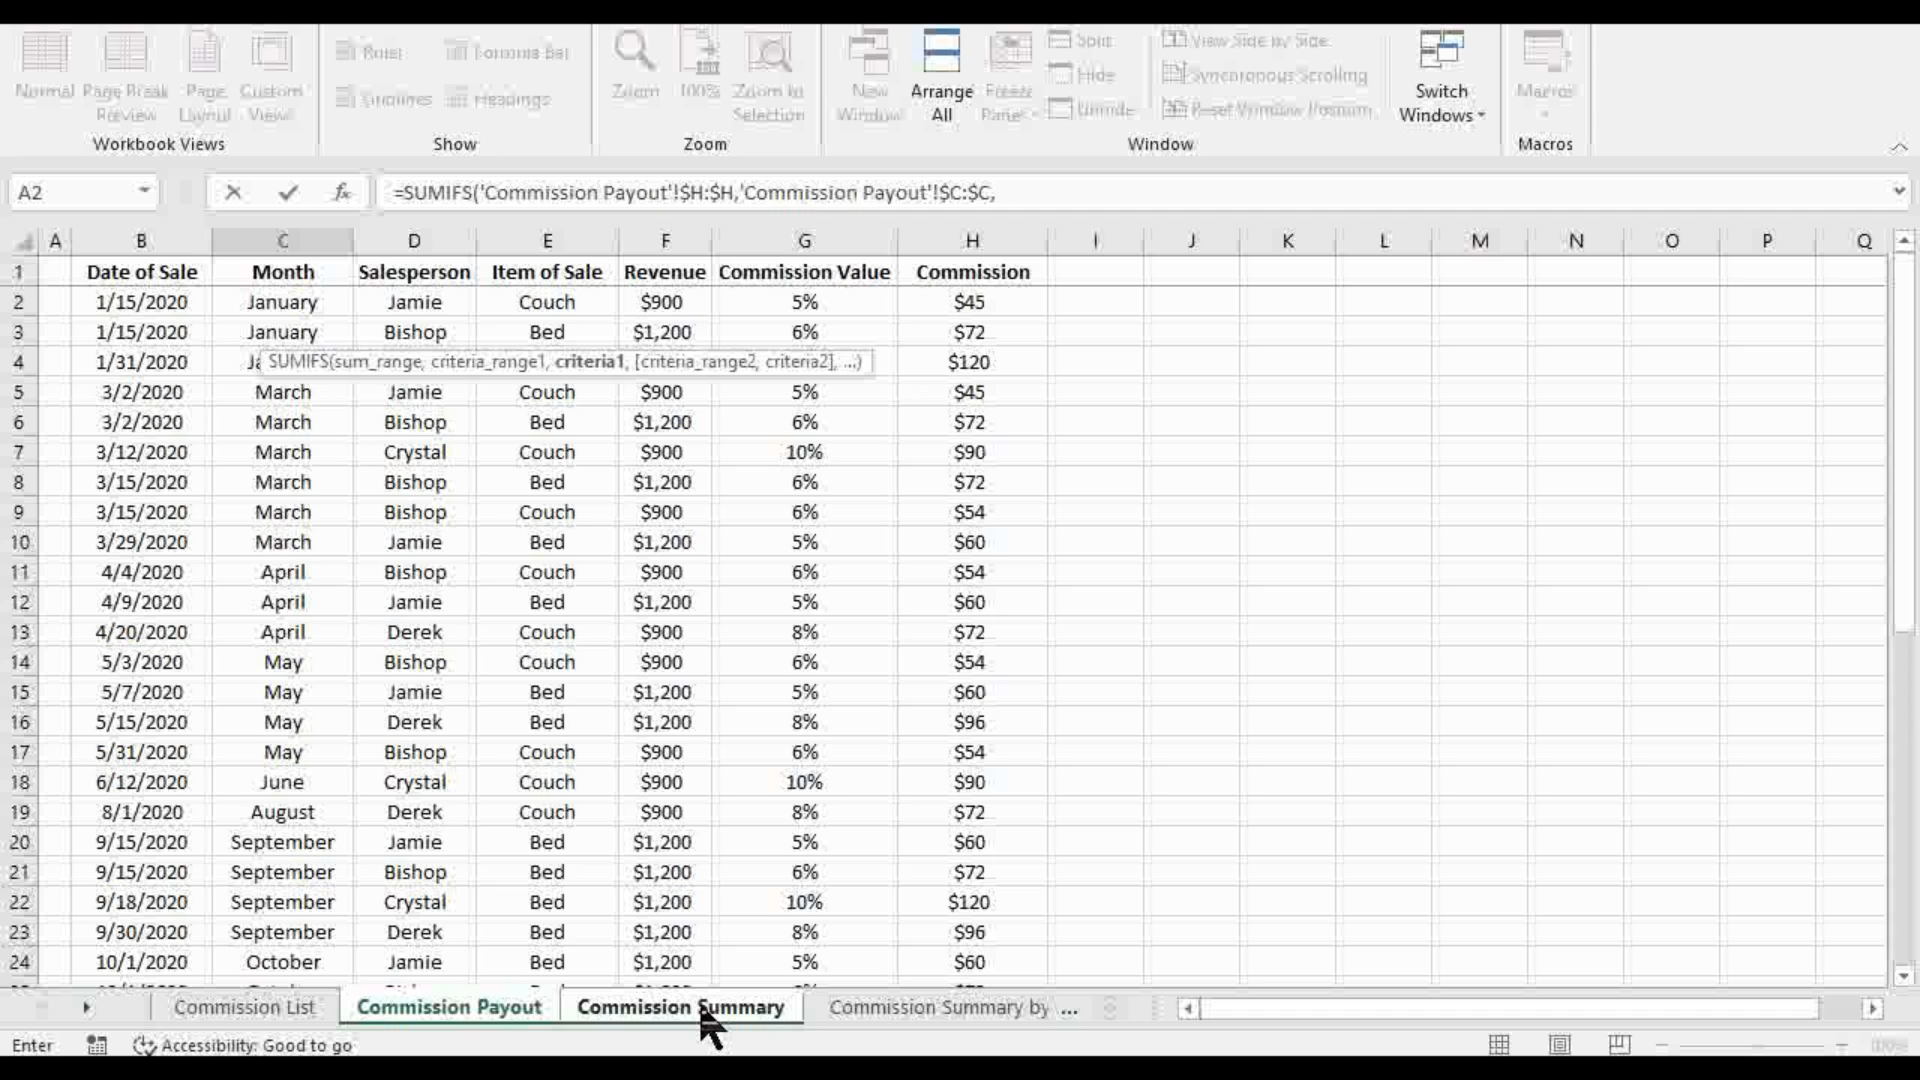 Normal Page Break Preview Page Layout Custom Views
Workbook Views
Ruler Formula Bar
Gridlines Headings
Show
Zoom 100% Zoom to Selection
Zoom
New Window Arrange All Freeze Panes
Split View Side by Side
Hide Synchronous Scrolling
Unhide Reset Window Position
Switch Windows
Window
Macros
Macros
A2 fx =SUMIFS('Commission Payout'!$H:$H,'Commission Payout'!$C:$C,
A B C D E F G H I J K L M N O P Q
1 Date of Sale Month Salesperson Item of Sale Revenue Commission Value Commission
2 1/15/2020 January Jamie Couch $900 5% $45
3 1/15/2020 January Bishop Bed $1,200 6% $72
4 1/31/2020 Ja SUMIFS(sum_range, criteria_range1, criteria1, [criteria_range2, criteria2], ...) $120
5 3/2/2020 March Jamie Couch $900 5% $45
6 3/2/2020 March Bishop Bed $1,200 6% $72
7 3/12/2020 March Crystal Couch $900 10% $90
8 3/15/2020 March Bishop Bed $1,200 6% $72
9 3/15/2020 March Bishop Couch $900 6% $54
10 3/29/2020 March Jamie Bed $1,200 5% $60
11 4/4/2020 April Bishop Couch $900 6% $54
12 4/9/2020 April Jamie Bed $1,200 5% $60
13 4/20/2020 April Derek Couch $900 8% $72
14 5/3/2020 May Bishop Couch $900 6% $54
15 5/7/2020 May Jamie Bed $1,200 5% $60
16 5/15/2020 May Derek Bed $1,200 8% $96
17 5/31/2020 May Bishop Couch $900 6% $54
18 6/12/2020 June Crystal Couch $900 10% $90
19 8/1/2020 August Derek Couch $900 8% $72
20 9/15/2020 September Jamie Bed $1,200 5% $60
21 9/15/2020 September Bishop Bed $1,200 6% $72
22 9/18/2020 September Crystal Bed $1,200 10% $120
23 9/30/2020 September Derek Bed $1,200 8% $96
24 10/1/2020 October Jamie Bed $1,200 5% $60
Commission List Commission Payout Commission Summary Commission Summary by ...
Enter Accessibility: Good to go 100%